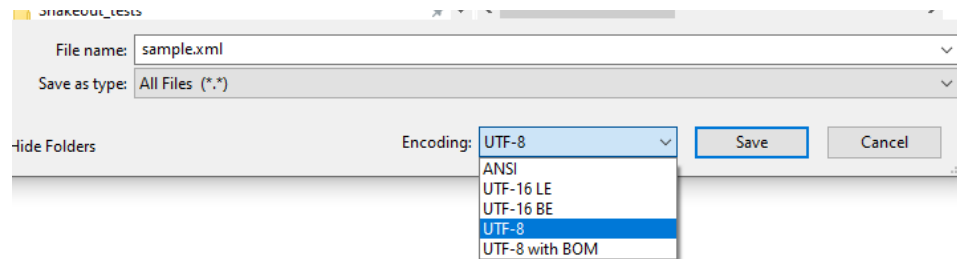 Shakeout_tests
File name: sample.xml
Save as type: All Files (*.*)
Hide Folders
Encoding: UTF-8
Save
Cancel
ANSI
UTF-16 LE
UTF-16 BE
UTF-8
UTF-8 with BOM